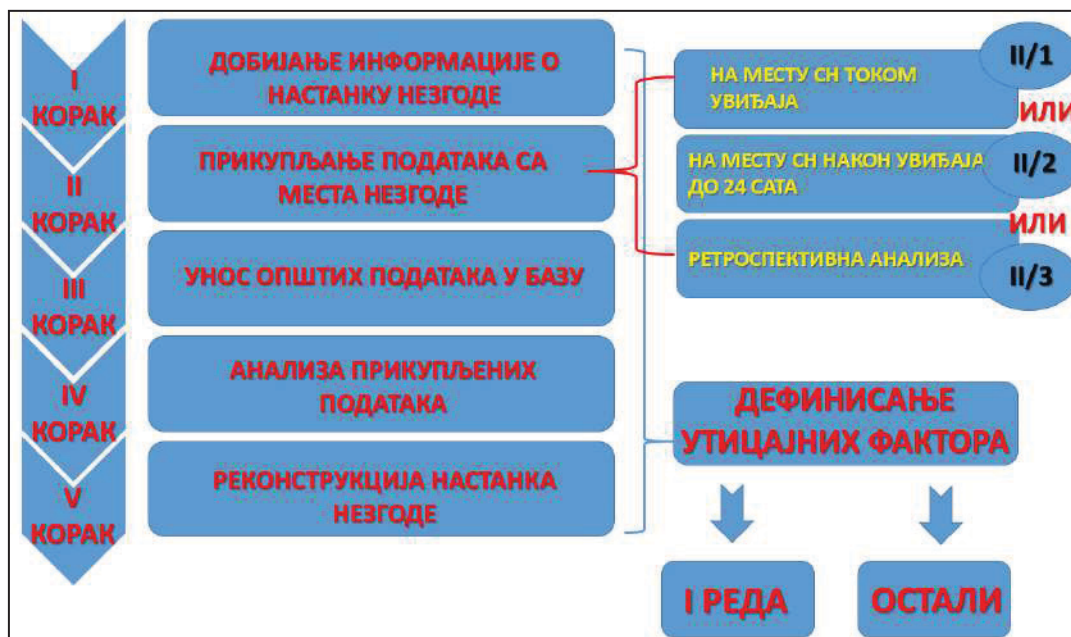 I
КОРАК
ДОБИЈАЊЕ ИНФОРМАЦИЈЕ О
НАСТАНКУ НЕЗГОДЕ
II
КОРАК
ПРИКУПЉАЊЕ ПОДАТАКА СА
МЕСТА НЕЗГОДЕ
III
КОРАК
УНОС ОПШТИХ ПОДАТАКА У БАЗУ
IV
КОРАК
АНАЛИЗА ПРИКУПЉЕНИХ
ПОДАТАКА
V
КОРАК
РЕКОНСТРУКЦИЈА НАСТАНКА
НЕЗГОДЕ
НА МЕСТУ СН ТОКОМ
УВИЂАЈА
II/1
ИЛИ
НА МЕСТУ СН НАКОН УВИЂАЈА
ДО 24 САТА
II/2
ИЛИ
РЕТРОСПЕКТИВНА АНАЛИЗА
II/3
ДЕФИНИСАЊЕ
УТИЦАЈНИХ ФАКТОРА
I РЕДА
ОСТАЛИ